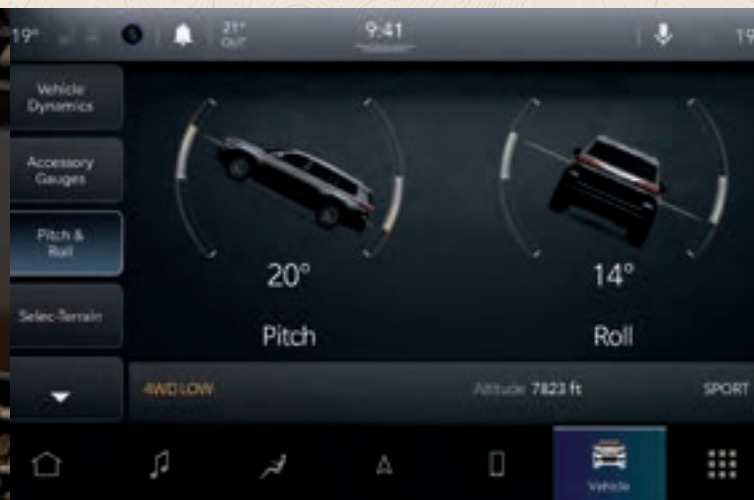 19°
21°
OUT
9:41
19
Vehicle
Dynamics
Accessory
Gauges
Pitch &
Roll
Selec-Terrain
20°
Pitch
14°
Roll
4WD LOW
Altitude 7823 ft
SPORT
Vehicle